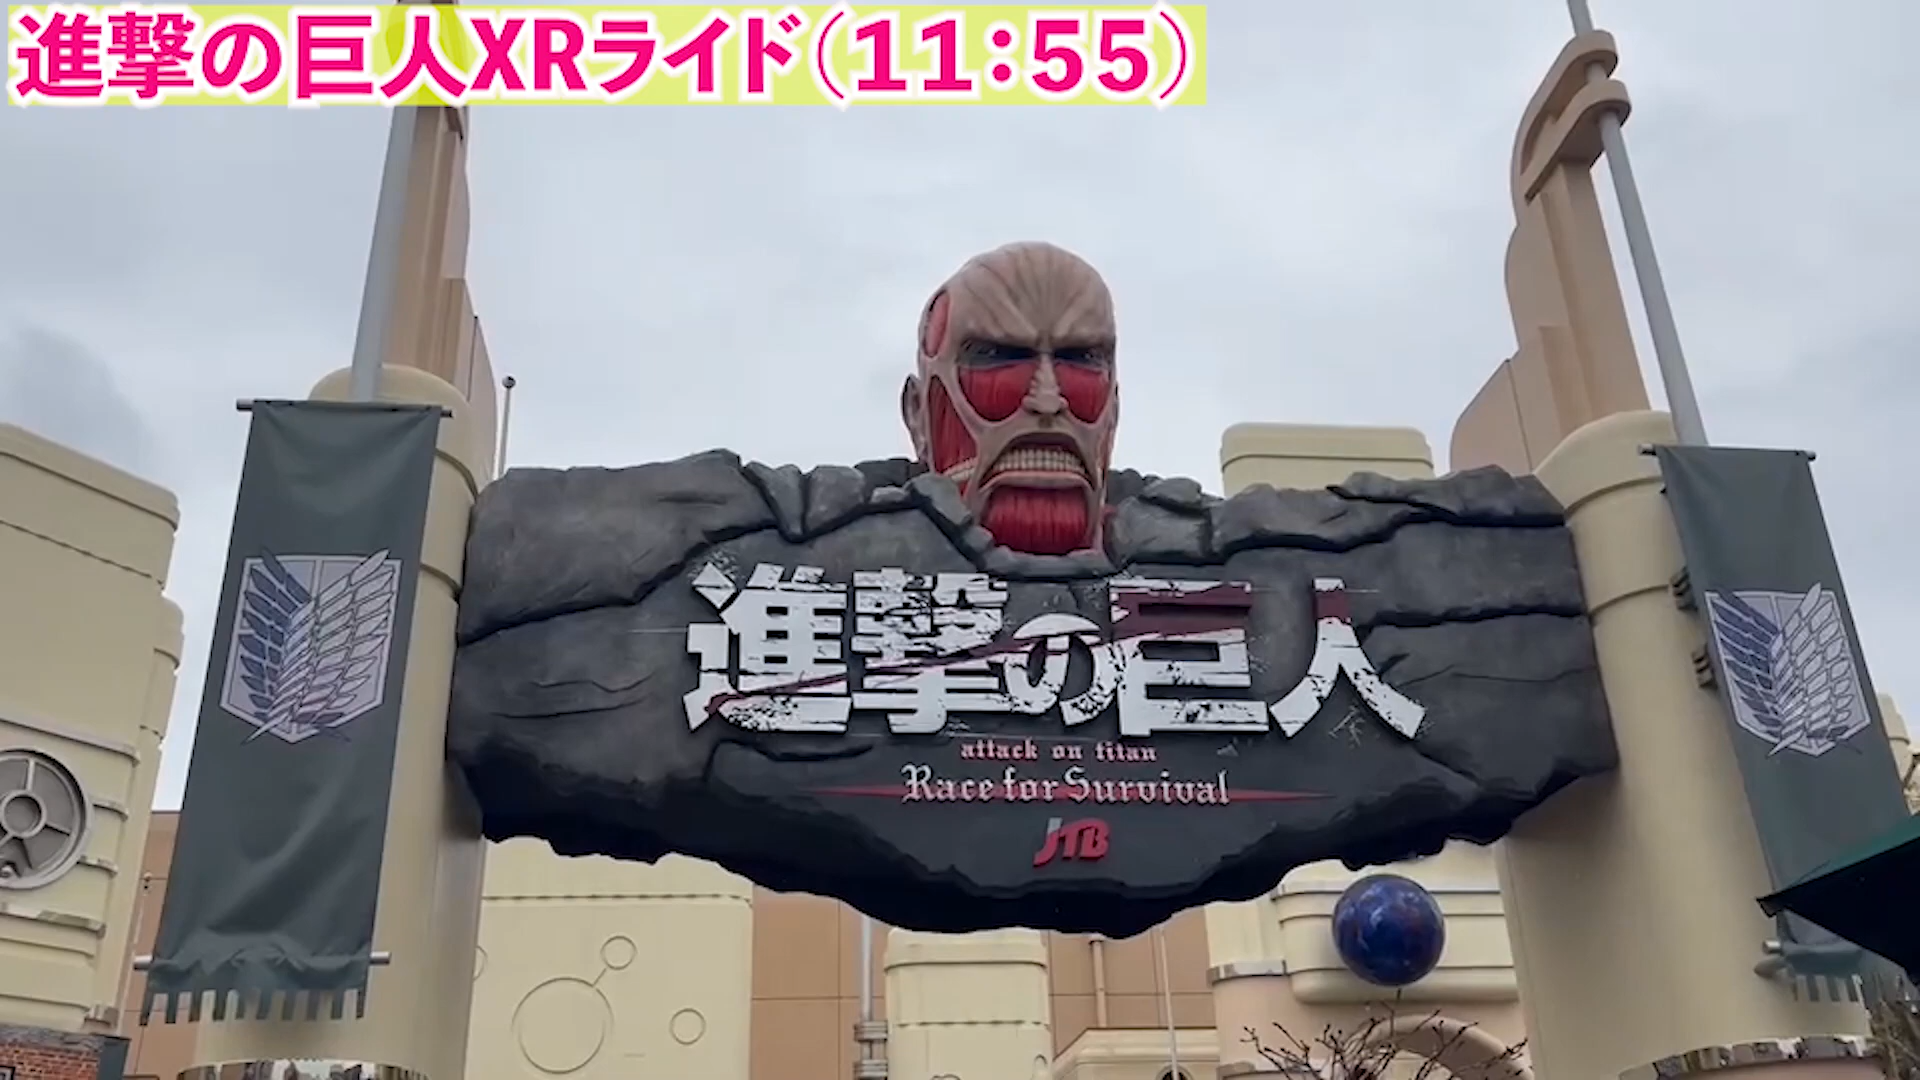 進撃の巨人XRライド(11:55)
進撃の巨人
attack on titan
Race for Survival
JTB